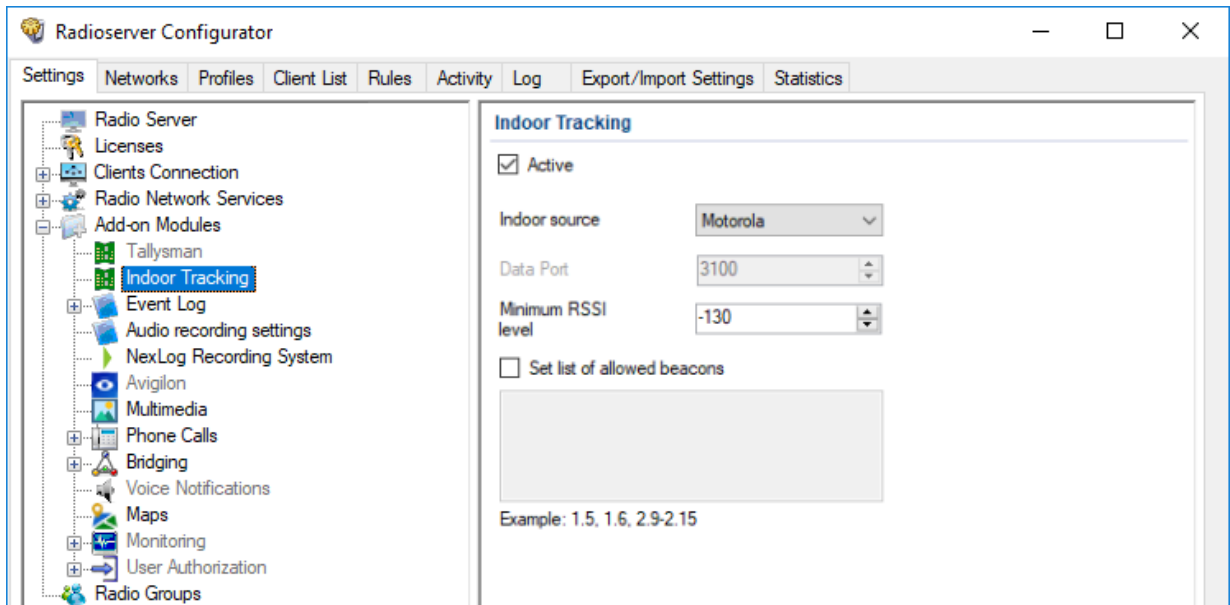 Radioserver Configurator
Settings Networks Profiles Client List Rules Activity Log Export/Import Settings Statistics
Radio Server
Licenses
Clients Connection
Radio Network Services
Add-on Modules
Tallysman
Indoor Tracking
Event Log
Audio recording settings
NexLog Recording System
Avigilon
Multimedia
Phone Calls
Bridging
Voice Notifications
Maps
Monitoring
User Authorization
Radio Groups
Indoor Tracking
Active
Indoor source Motorola
Data Port 3100
Minimum RSSI
level -130
Set list of allowed beacons
Example: 1.5, 1.6, 2.9-2.15